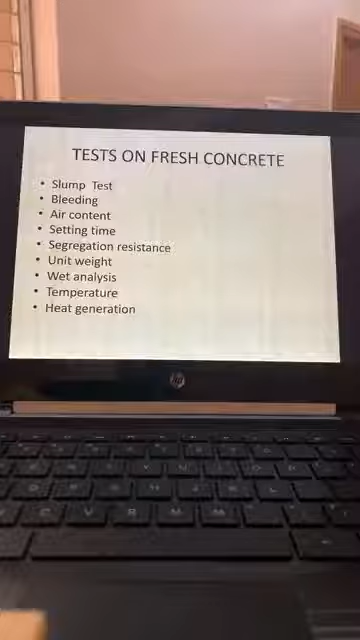 TESTS ON FRESH CONCRETE
• Slump Test
• Bleeding
• Air content
• Setting time
• Segregation resistance
• Unit weight
• Wet analysis
• Temperature
• Heat generation
hp